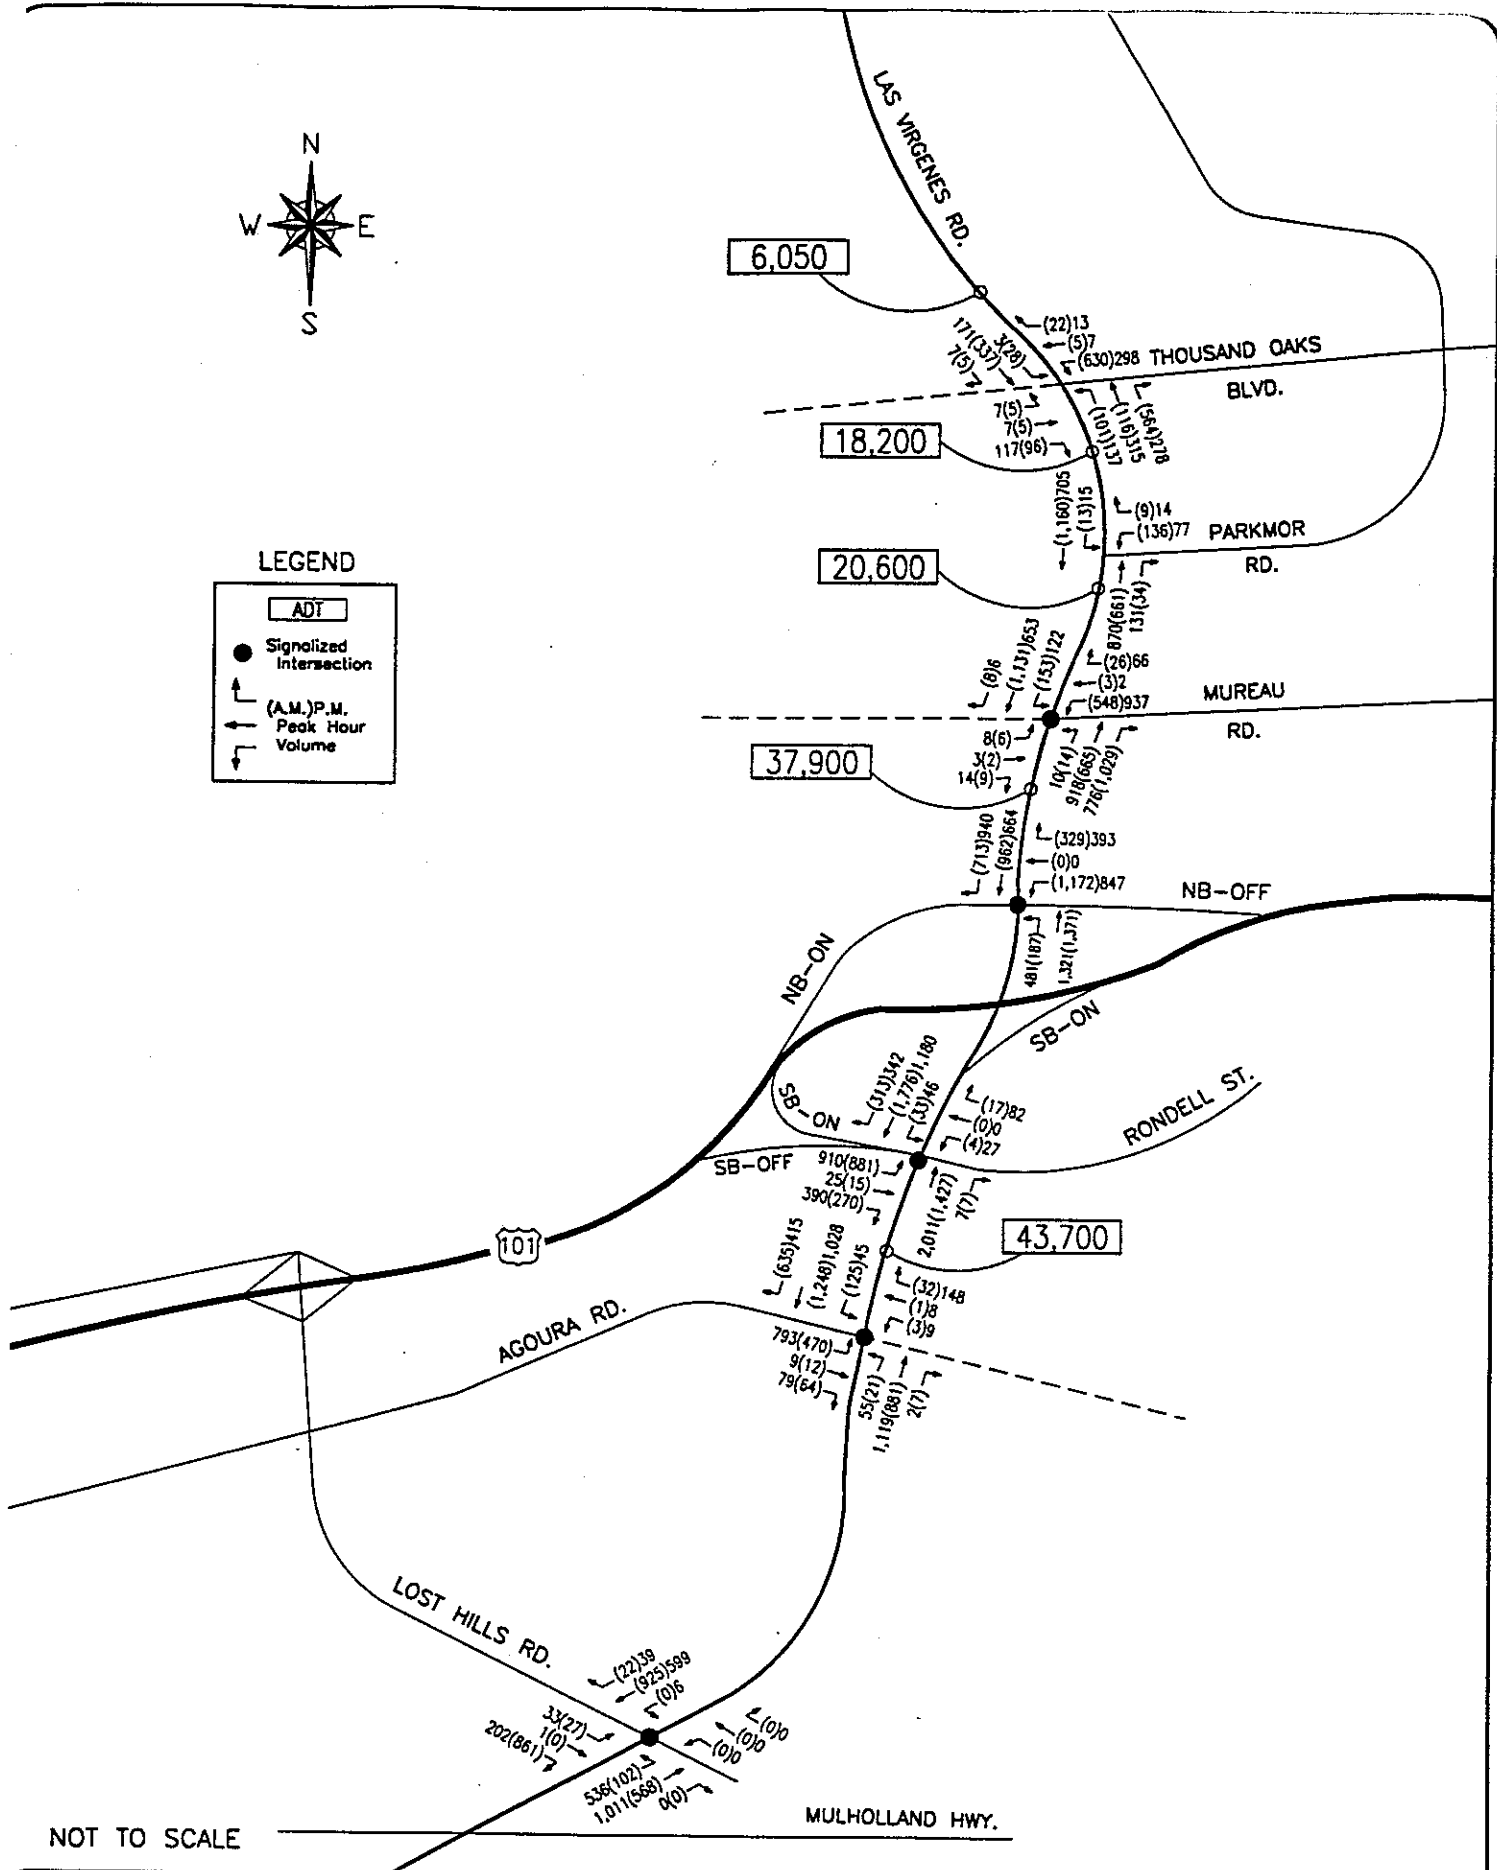 N
W E
S
LAS VIRGENES RD.
6,050
(22)13
(5)7
(630)298
THOUSAND OAKS
BLVD.
3(28)
171(337)
7(5)
7(5)
7(5)
117(96)
(101)137
(116)315
(564)278
18,200
(1,160)705
(13)15
(9)14
(136)77
PARKMOR
RD.
870(661)
131(34)
20,600
LEGEND
ADT
Signalized
Intersection
(A.M.)P.M.
Peak Hour
Volume
(8)6
(1,131)653
(153)122
(26)66
(3)2
(548)937
MUREAU
RD.
8(6)
3(2)
14(9)
10(14)
918(665)
776(1,029)
37,900
(713)940
(962)664
(329)393
(0)0
(1,172)847
NB-OFF
481(187)
1,321(1,371)
NB-ON
SB-ON
(313)342
(1,776)1,180
(33)46
(17)82
(0)0
(4)27
RONDELL ST.
SB-ON
SB-OFF
910(881)
25(15)
390(270)
2,011(1,427)
7(7)
43,700
101
(635)415
(1,248)1,028
(125)45
(32)148
(1)8
(3)9
AGOURA RD.
793(470)
9(12)
79(64)
55(21)
1,119(881)
2(7)
LOST HILLS RD.
(22)39
(925)599
(0)6
33(27)
1(0)
202(861)
(0)0
(0)0
(0)0
536(102)
1,011(568)
0(0)
MULHOLLAND HWY.
NOT TO SCALE